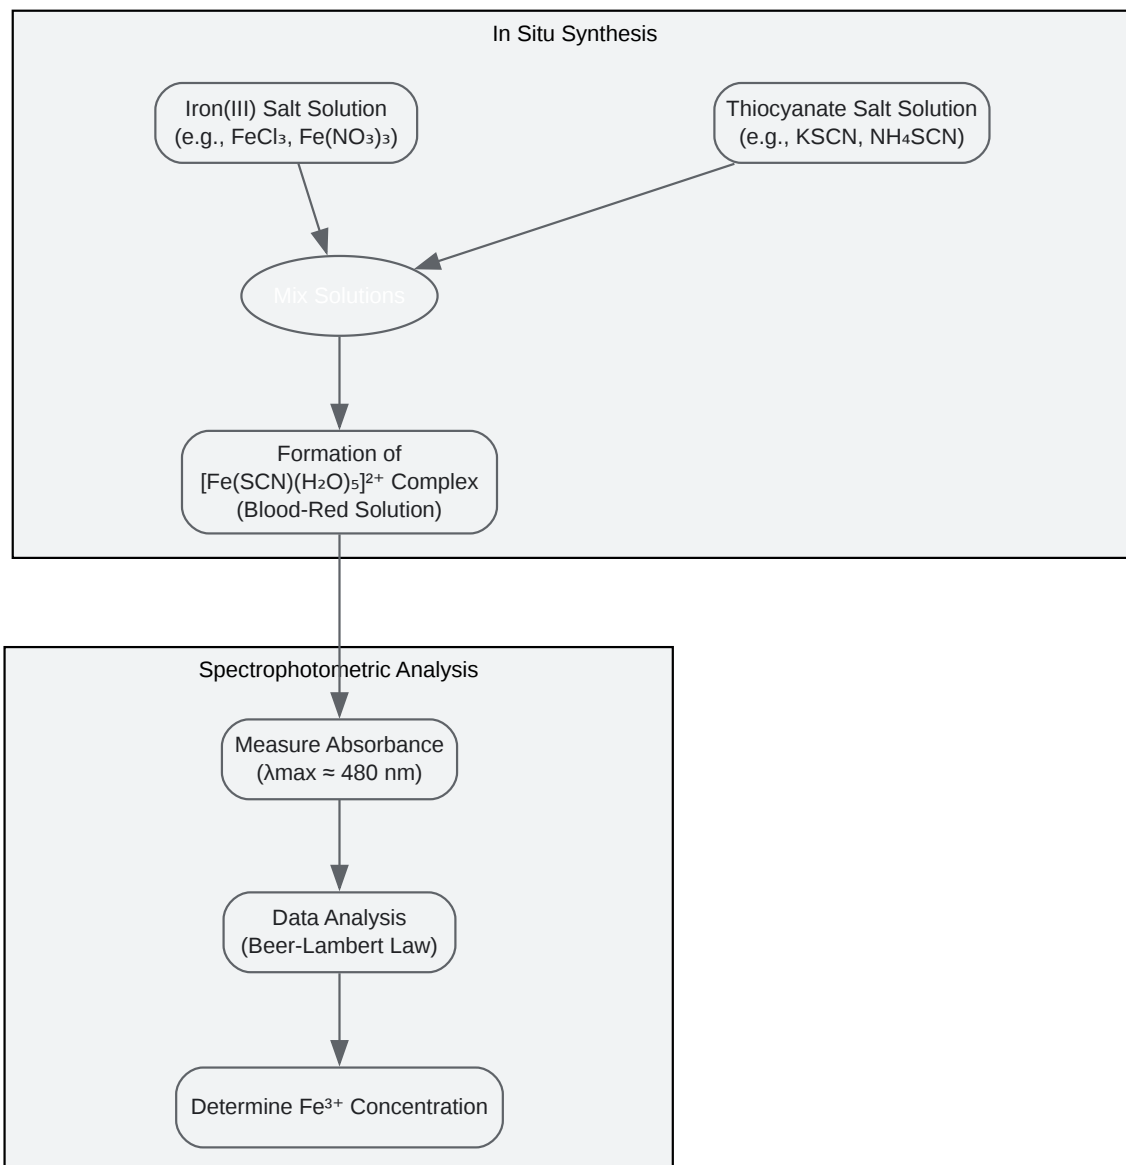 In Situ Synthesis
Iron(III) Salt Solution
(e.g., FeCl₃, Fe(NO₃)₃)
Thiocyanate Salt Solution
(e.g., KSCN, NH₄SCN)
Mix Solutions
Formation of
[Fe(SCN)(H₂O)₅]²⁺ Complex
(Blood-Red Solution)
Spectrophotometric Analysis
Measure Absorbance
(λmax ≈ 480 nm)
Data Analysis
(Beer-Lambert Law)
Determine Fe³⁺ Concentration